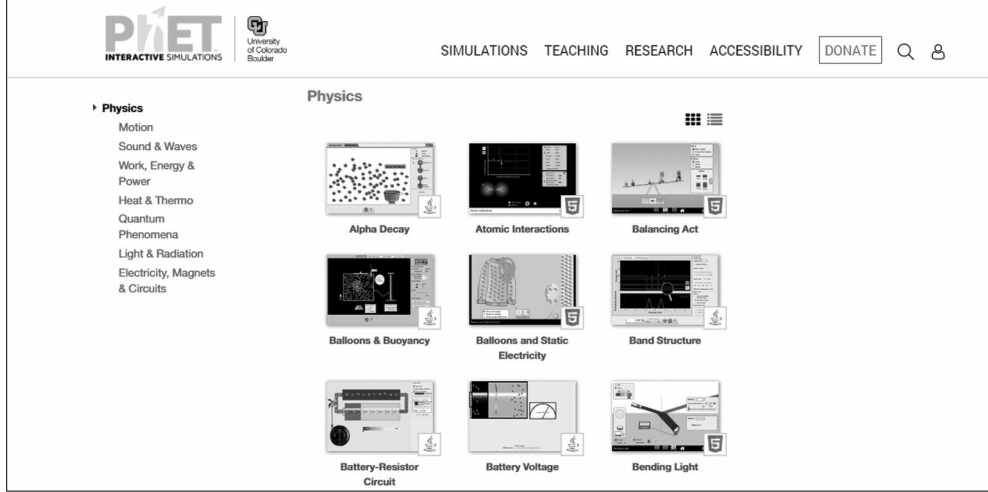 PhET
INTERACTIVE SIMULATIONS
CU
University
of Colorado
Boulder
SIMULATIONS TEACHING RESEARCH ACCESSIBILITY DONATE
Physics
Motion
Sound & Waves
Work, Energy &
Power
Heat & Thermo
Quantum
Phenomena
Light & Radiation
Electricity, Magnets
& Circuits
Physics
Alpha Decay Atomic Interactions Balancing Act
Balloons & Buoyancy Balloons and Static Band Structure
Electricity
Battery-Resistor Battery Voltage Bending Light
Circuit